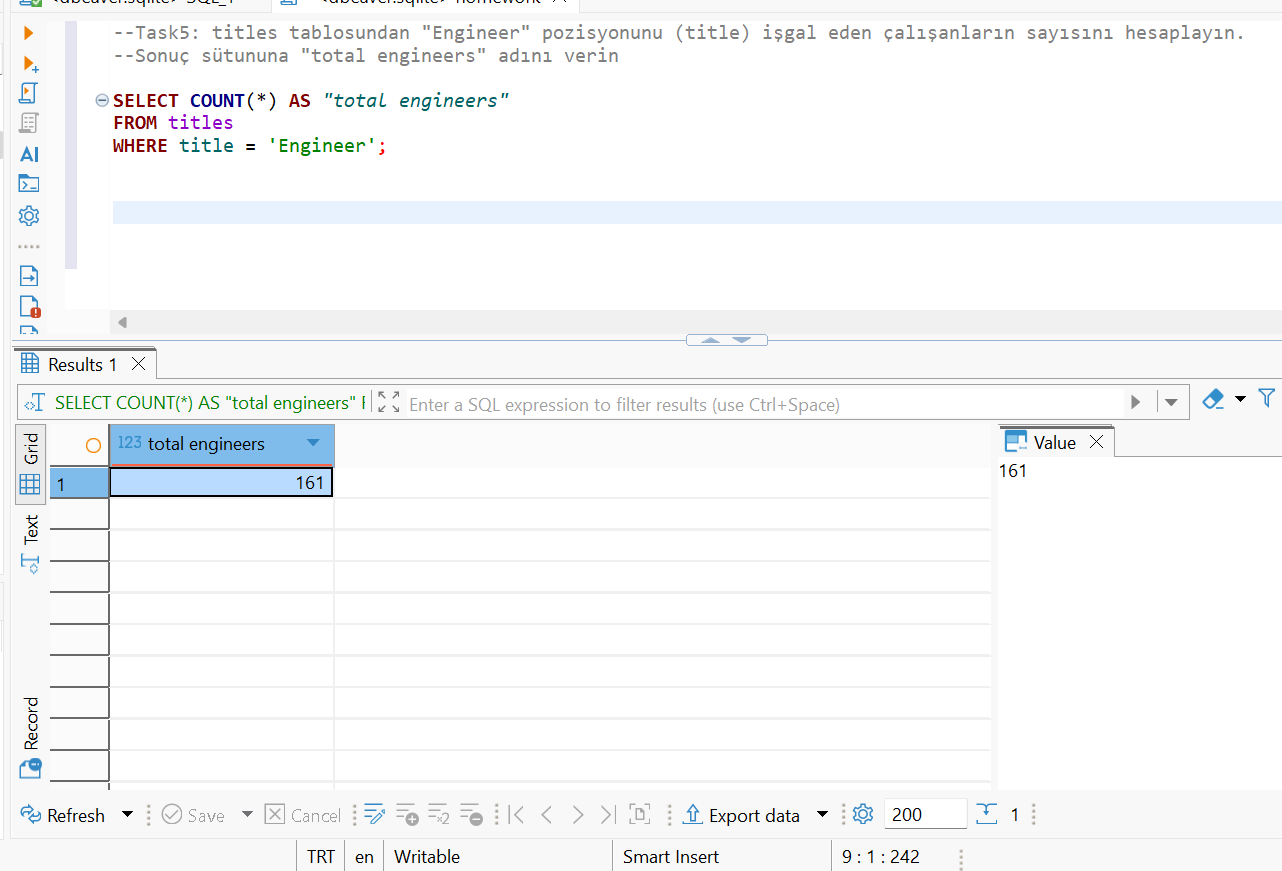 --Task5: titles tablosundan "Engineer" pozisyonunu (title) işgal eden çalışanların sayısını hesaplayın.
--Sonuç sütununa "total engineers" adını verin
SELECT COUNT(*) AS "total engineers"
FROM titles
WHERE title = 'Engineer';
AI
Results 1
SELECT COUNT(*) AS "total engineers"
Enter a SQL expression to filter results (use Ctrl+Space)
Grid
123 total engineers
Value
1
161
161
Text
Record
Refresh
Save
Cancel
Export data
200
1
TRT
en
Writable
Smart Insert
9 : 1 : 242